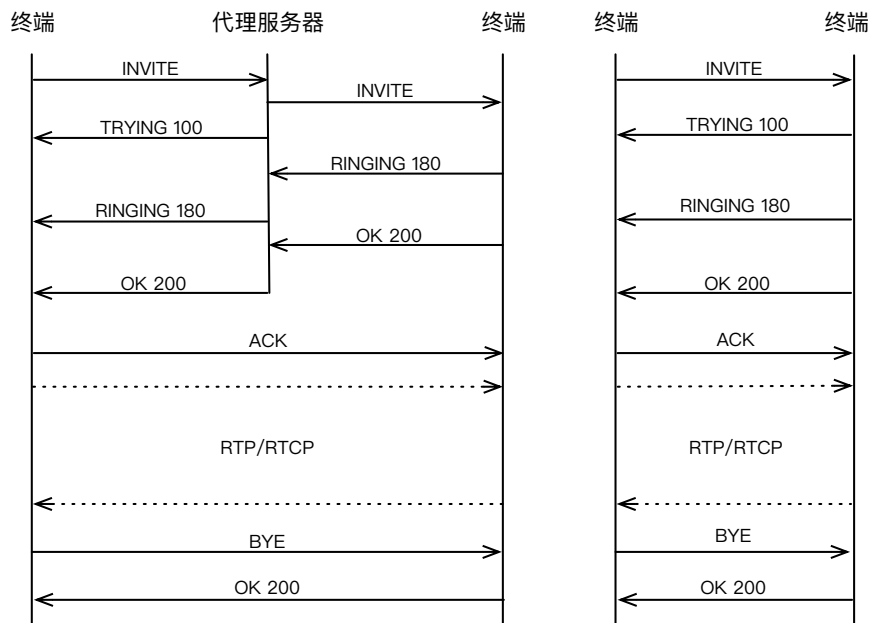 终端 代理服务器 终端 终端 终端
INVITE INVITE
INVITE
TRYING 100 TRYING 100
RINGING 180
RINGING 180 RINGING 180
OK 200
OK 200 OK 200
ACK ACK
RTP/RTCP RTP/RTCP
BYE BYE
OK 200 OK 200